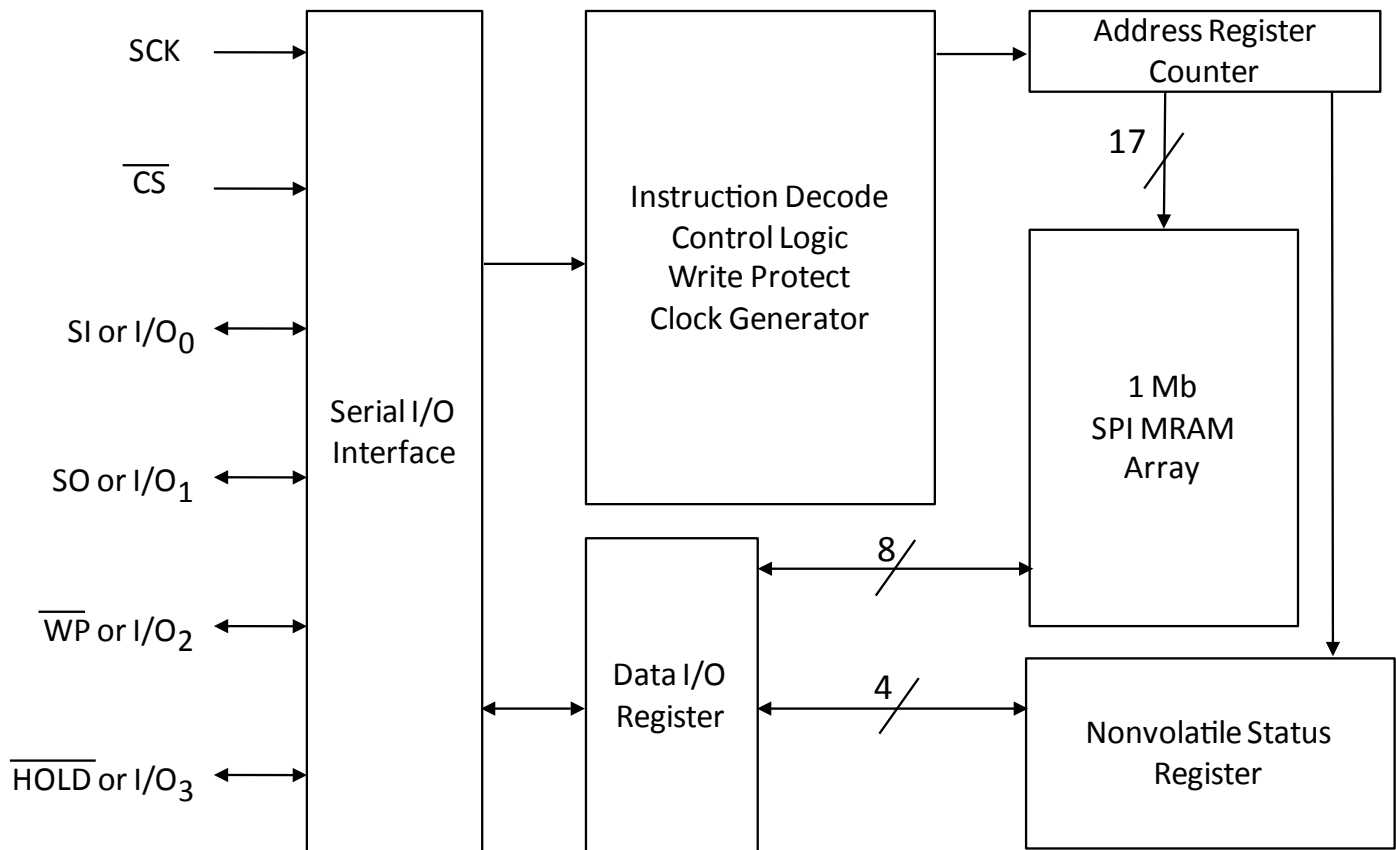 SCK
CS
SI or I/O0
SO or I/O1
WP or I/O2
HOLD or I/O3
Serial I/O
Interface
Instruction Decode
Control Logic
Write Protect
Clock Generator
Data I/O
Register
Address Register
Counter
17
1 Mb
SPI MRAM
Array
8
4
Nonvolatile Status
Register